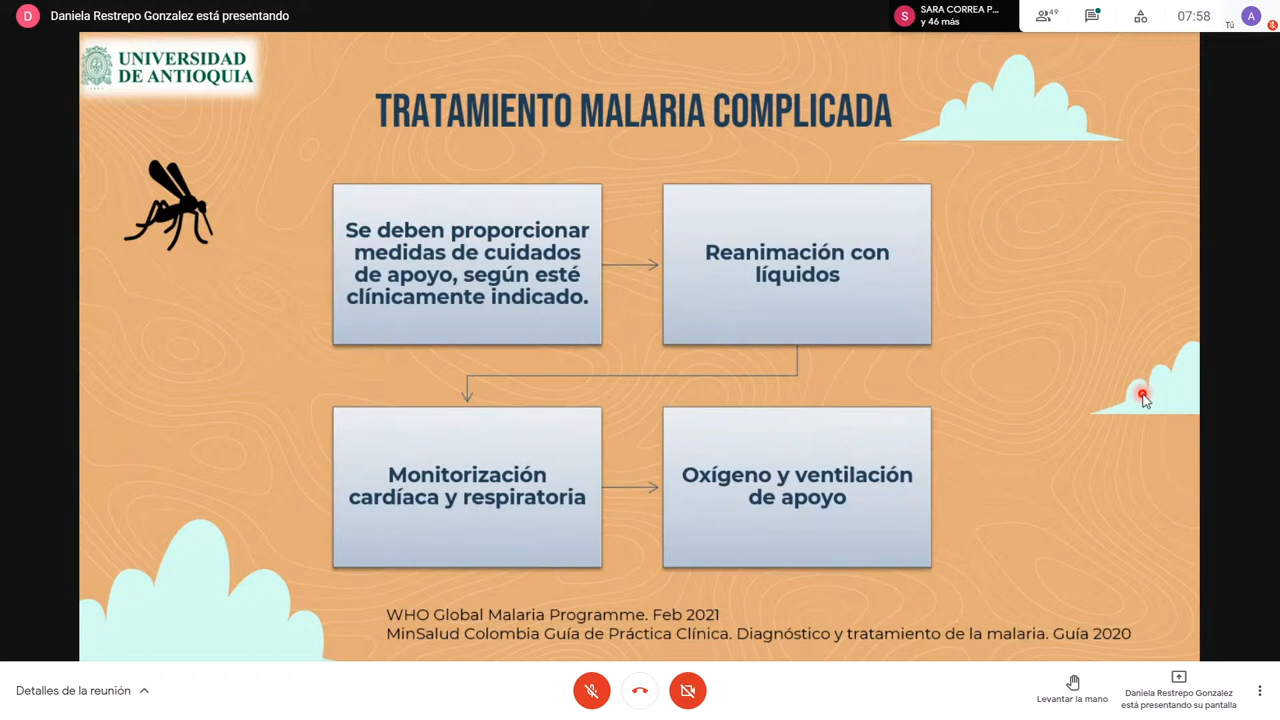 D Daniela Restrepo Gonzalez está presentando
S SARA CORREA P...
y 46 más
49
07:58
Tú
A
UNIVERSIDAD
DE ANTIOQUIA
TRATAMIENTO MALARIA COMPLICADA
Se deben proporcionar
medidas de cuidados
de apoyo, según esté
clínicamente indicado.
Reanimación con
líquidos
Monitorización
cardíaca y respiratoria
Oxígeno y ventilación
de apoyo
WHO Global Malaria Programme. Feb 2021
MinSalud Colombia Guía de Práctica Clínica. Diagnóstico y tratamiento de la malaria. Guía 2020
Detalles de la reunión
Levantar la mano
Daniela Restrepo Gonzalez
está presentando su pantalla